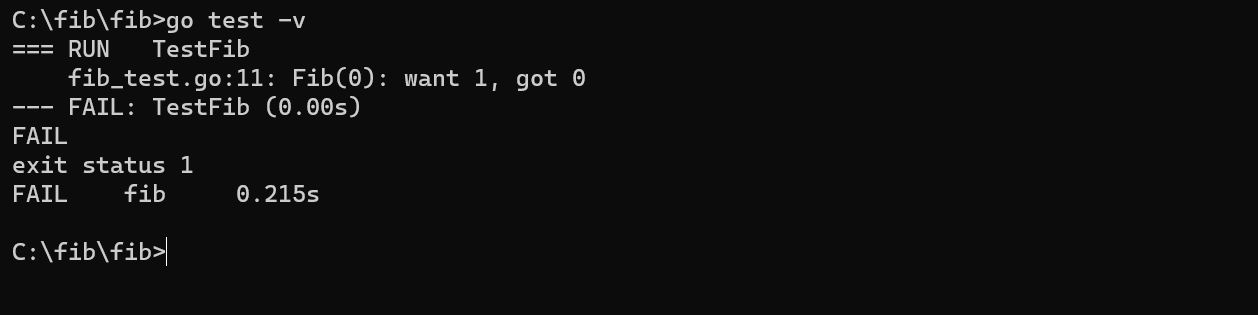 C:\fib\fib>go test -v
=== RUN   TestFib
    fib_test.go:11: Fib(0): want 1, got 0
--- FAIL: TestFib (0.00s)
FAIL
exit status 1
FAIL    fib     0.215s
C:\fib\fib>